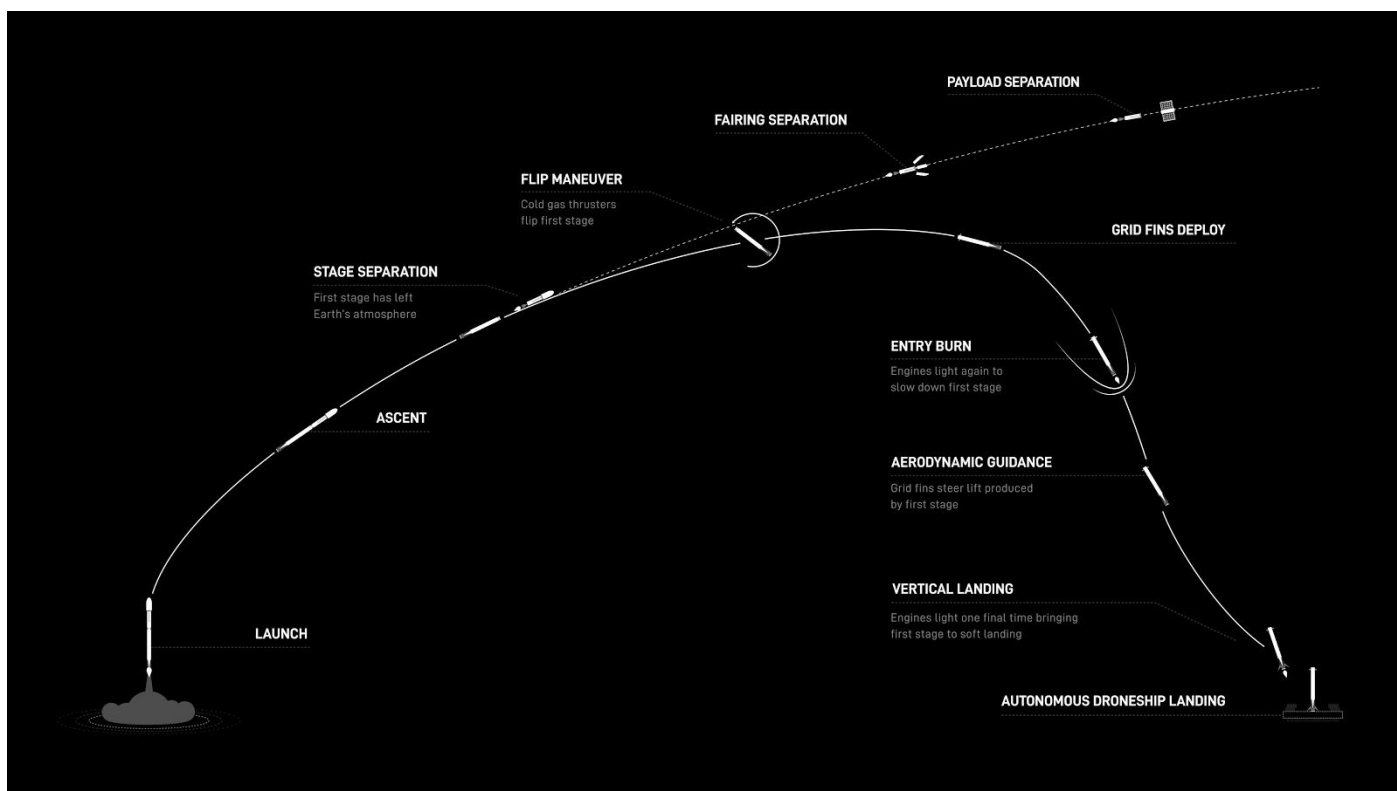 PAYLOAD SEPARATION
FAIRING SEPARATION
FLIP MANEUVER
Cold gas thrusters
flip first stage
GRID FINS DEPLOY
STAGE SEPARATION
First stage has left
Earth's atmosphere
ENTRY BURN
Engines light again to
slow down first stage
ASCENT
AERODYNAMIC GUIDANCE
Grid fins steer lift produced
by first stage
VERTICAL LANDING
Engines light one final time bringing
first stage to soft landing
LAUNCH
AUTONOMOUS DRONESHIP LANDING